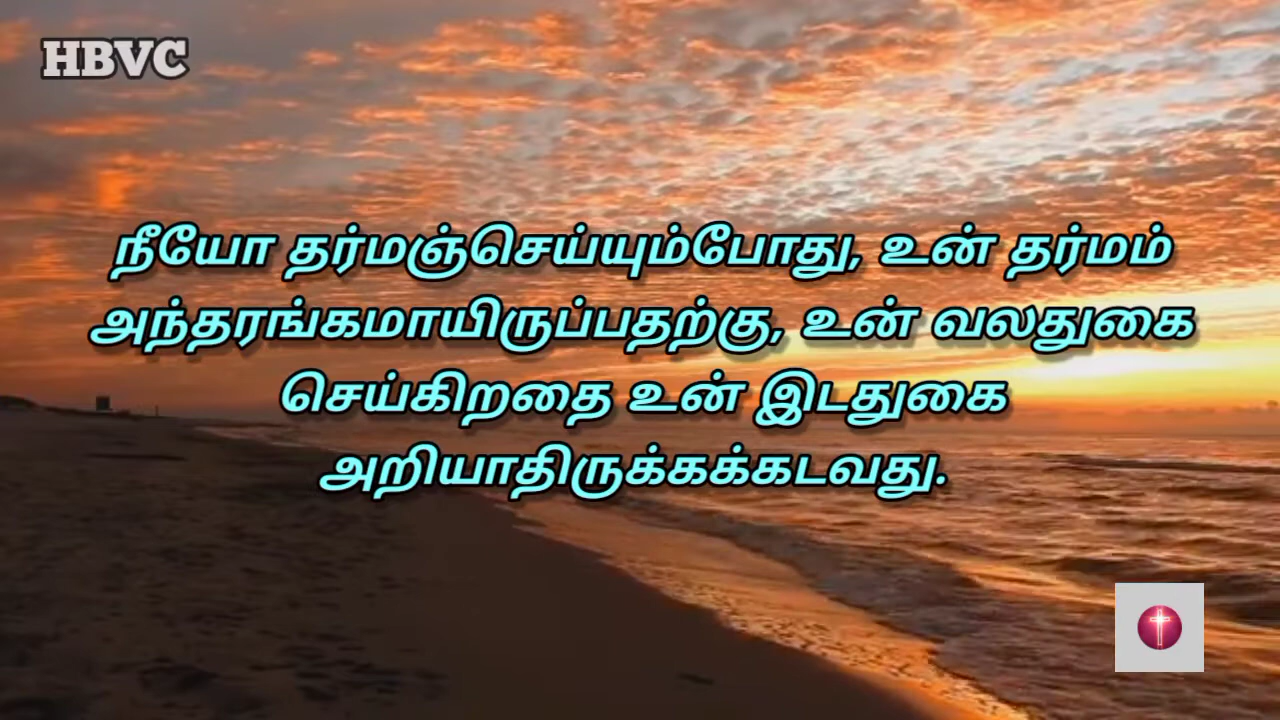 HBVC
நீயோ தர்மஞ்செய்யும்போது, உன் தர்மம்
அந்தரங்கமாயிருப்பதற்கு, உன் வலதுகை
செய்கிறதை உன் இடதுகை
அறியாதிருக்கக்கடவது.